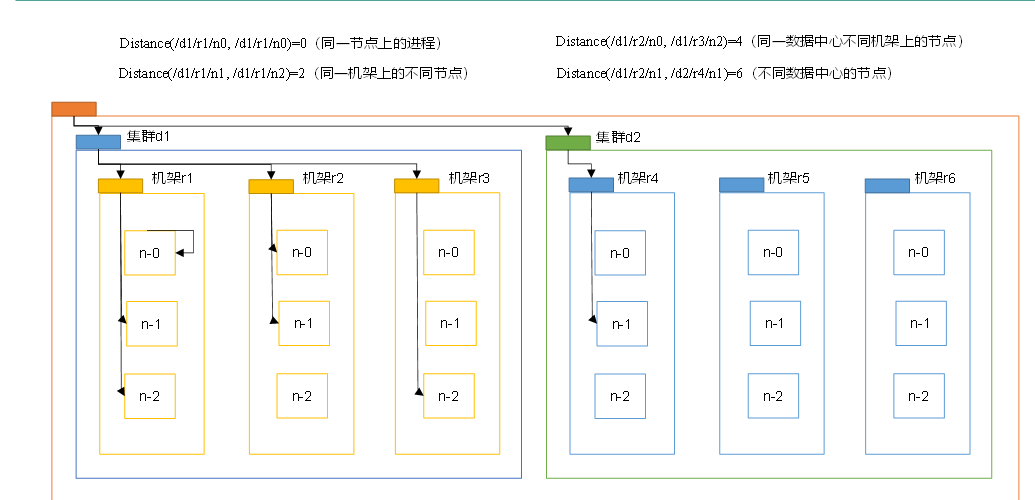 Distance(/d1/r1/n0, /d1/r1/n0)=0（同一节点上的进程）
Distance(/d1/r2/n0, /d1/r3/n2)=4（同一数据中心不同机架上的节点）
Distance(/d1/r1/n1, /d1/r1/n2)=2（同一机架上的不同节点）
Distance(/d1/r2/n1, /d2/r4/n1)=6（不同数据中心的节点）
集群d1
集群d2
机架r1
机架r2
机架r3
机架r4
机架r5
机架r6
n-0
n-0
n-0
n-0
n-0
n-0
n-1
n-1
n-1
n-1
n-1
n-1
n-2
n-2
n-2
n-2
n-2
n-2